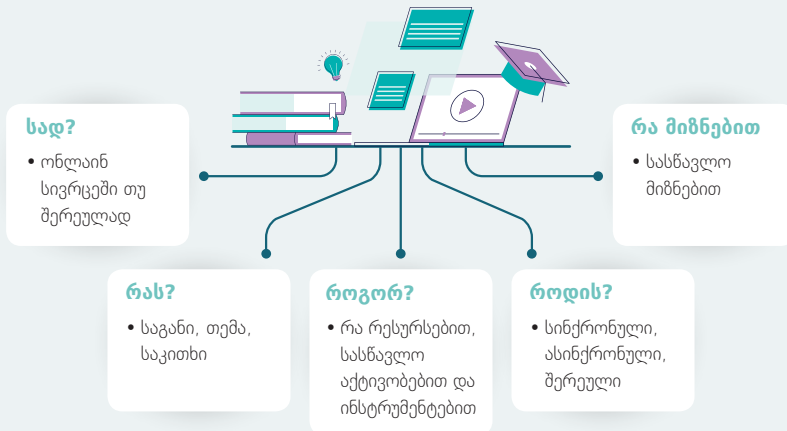 სად?
• ონლაინ
სივრცეში თუ
შერეულად
რას?
• საგანი, თემა,
საკითხი
როგორ?
• რა რესურსებით,
სასწავლო
აქტივობებით და
ინსტრუმენტებით
როდის?
• სინქრონული,
ასინქრონული,
შერეული
რა მიზნებით
• სასწავლო
მიზნებით